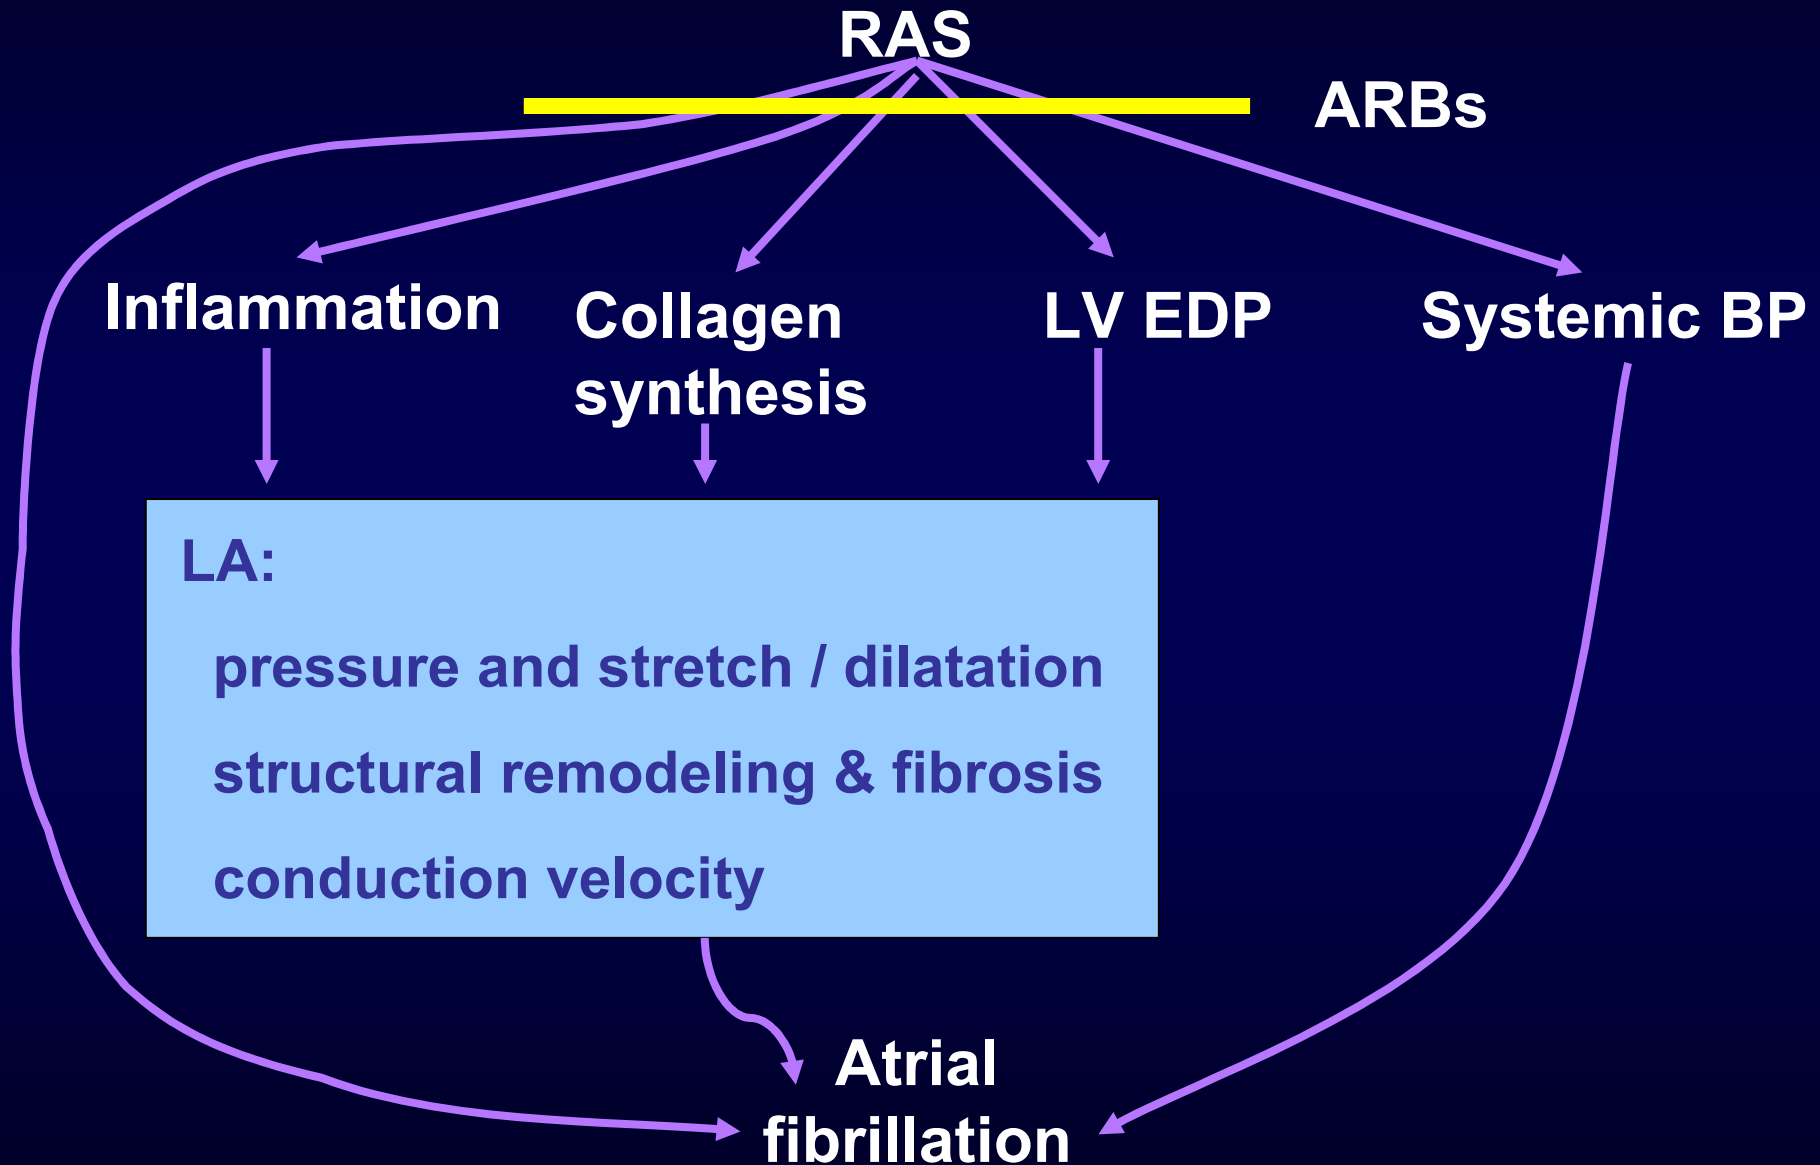 RAS
ARBs
Inflammation
Collagen
synthesis
LV EDP
Systemic BP
LA:
pressure and stretch / dilatation
structural remodeling & fibrosis
conduction velocity
Atrial
fibrillation